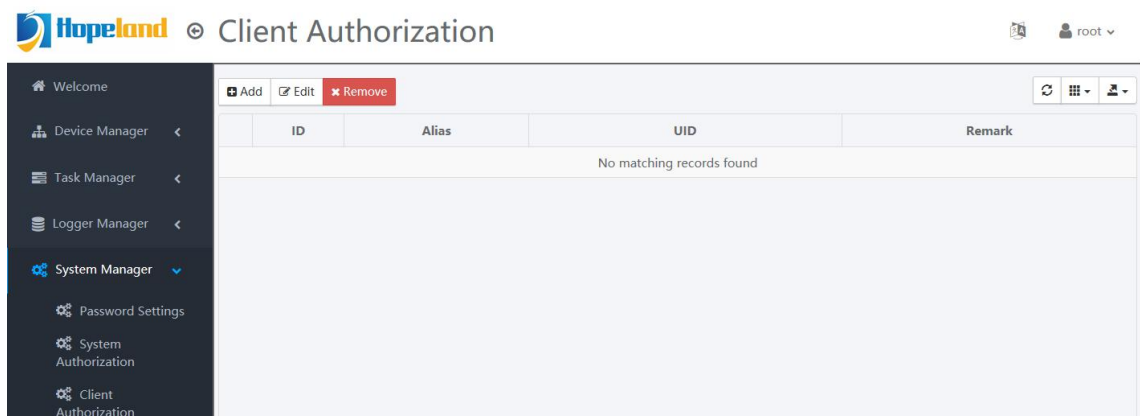 Hopeland
Client Authorization
root
Welcome
Device Manager
Task Manager
Logger Manager
System Manager
Password Settings
System
Authorization
Client
Authorization
Add Edit Remove
ID Alias UID Remark
No matching records found